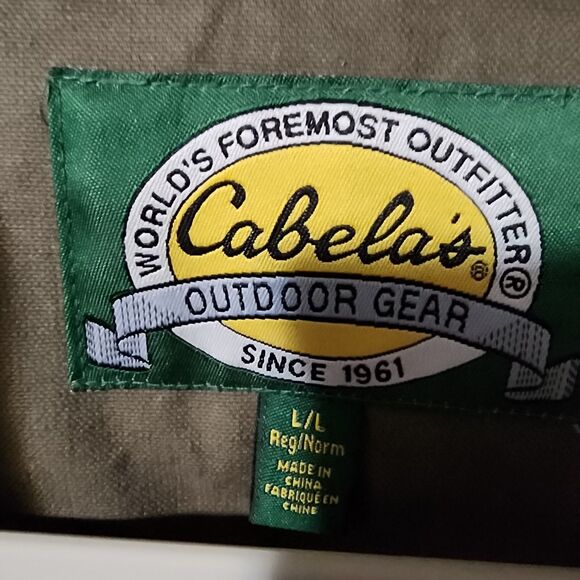 WORLD'S FOREMOST OUTFITTER®
Cabela's®
OUTDOOR GEAR
SINCE 1961
L/L
Reg/Norm
MADE IN
CHINA
FABRIQUÉ EN
CHINE